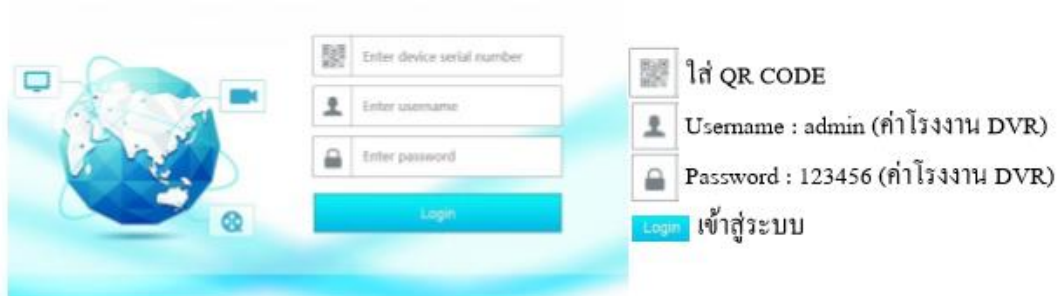 Enter device serial number
Enter username
Enter password
Login
ใส่ QR CODE
Username : admin (ค่าโรงงาน DVR)
Password : 123456 (ค่าโรงงาน DVR)
Login เข้าสู่ระบบ